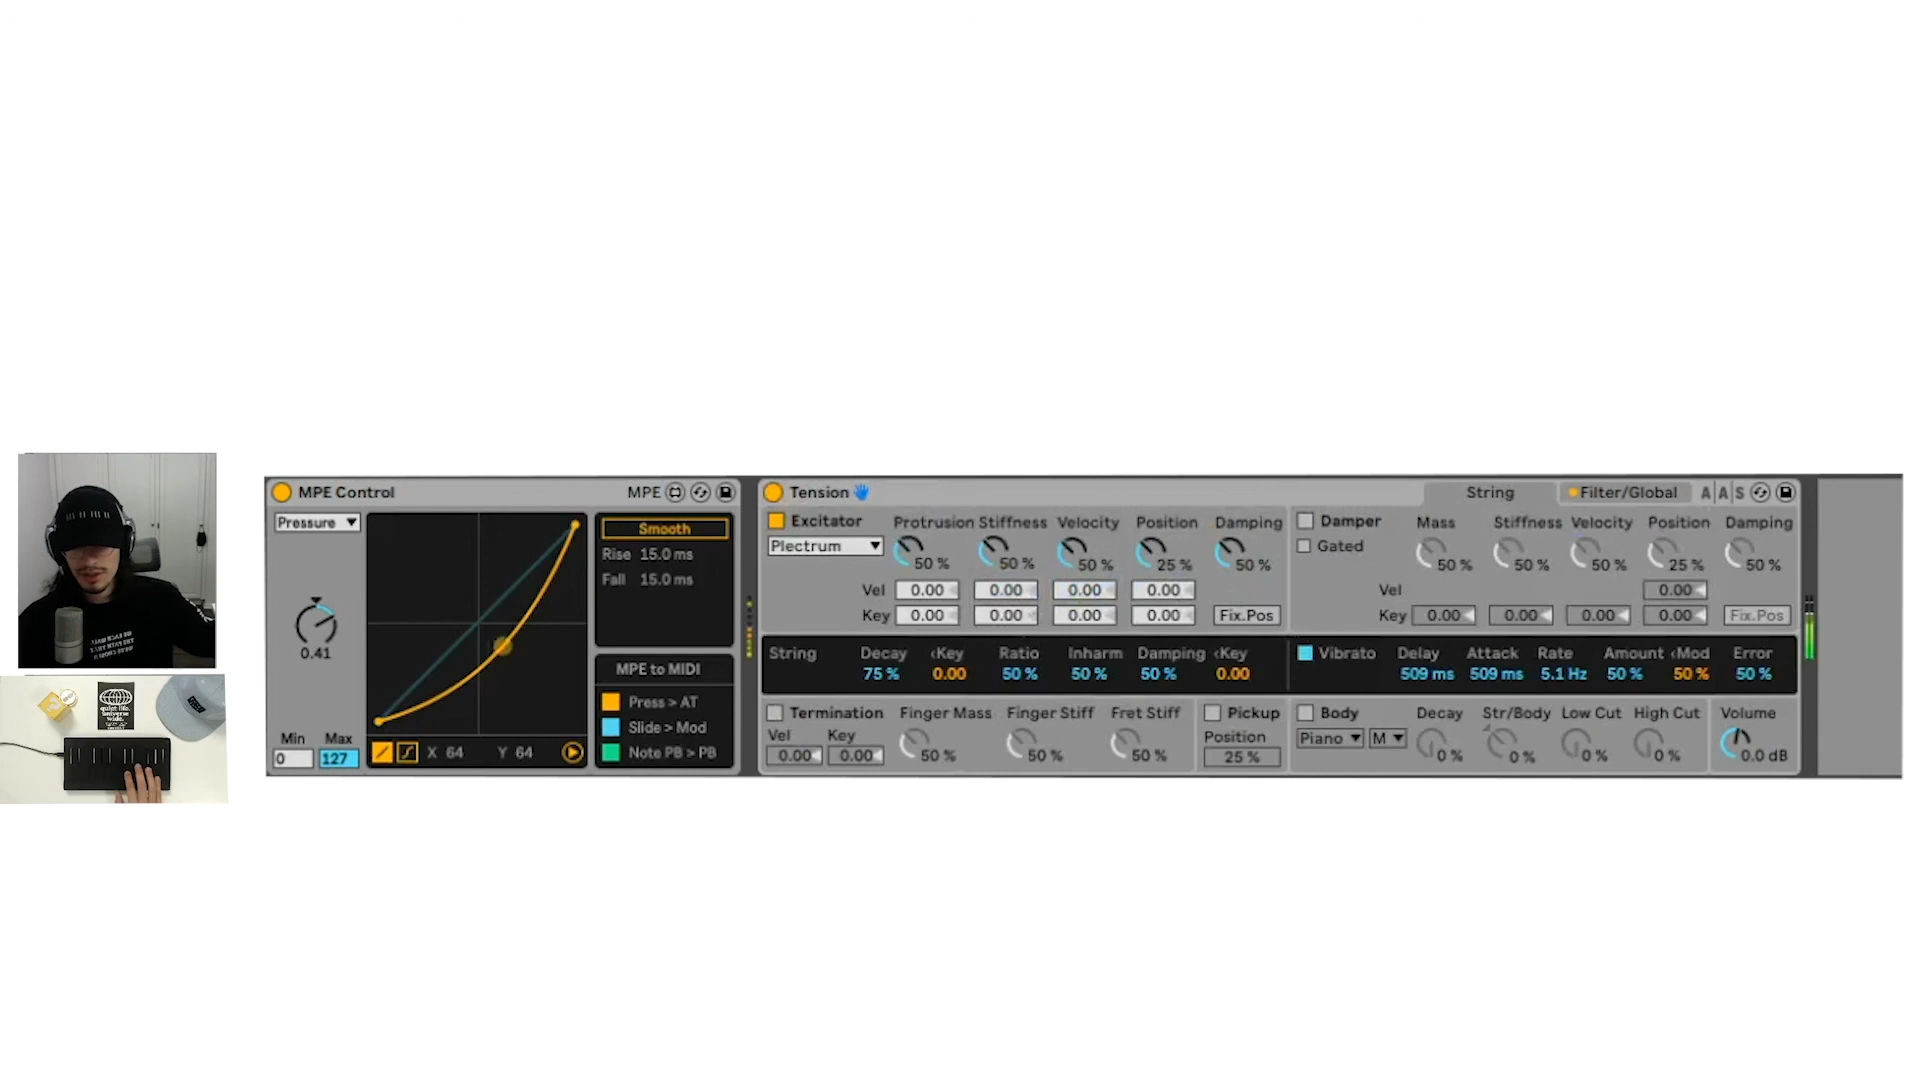 MPE Control MPE
Pressure
0.41
Min Max
0 127
X 64 Y 64
Smooth
Rise 15.0 ms
Fall 15.0 ms
MPE to MIDI
Press > AT
Slide > Mod
Note PB > PB
Tension String Filter/Global A A S
Excitator Protrusion Stiffness Velocity Position Damping
Plectrum
50 % 50 % 50 % 25 % 50 %
Vel 0.00 0.00 0.00 0.00
Key 0.00 0.00 0.00 0.00 Fix.Pos
Damper Mass Stiffness Velocity Position Damping
Gated
50 % 50 % 50 % 25 % 50 %
Vel 0.00
Key 0.00 0.00 0.00 0.00 Fix.Pos
String Decay ‹Key Ratio Inharm Damping ‹Key
75 % 0.00 50 % 50 % 50 % 0.00
Vibrato Delay Attack Rate Amount ‹Mod Error
509 ms 509 ms 5.1 Hz 50 % 50 % 50 %
Termination Finger Mass Finger Stiff Fret Stiff
Vel Key
0.00 0.00 50 % 50 % 50 %
Pickup
Position
25 %
Body Decay Str/Body Low Cut High Cut Volume
Piano M
0 % 0 % 0 % 0 % 0.0 dB
quiet life.
universe
wide.